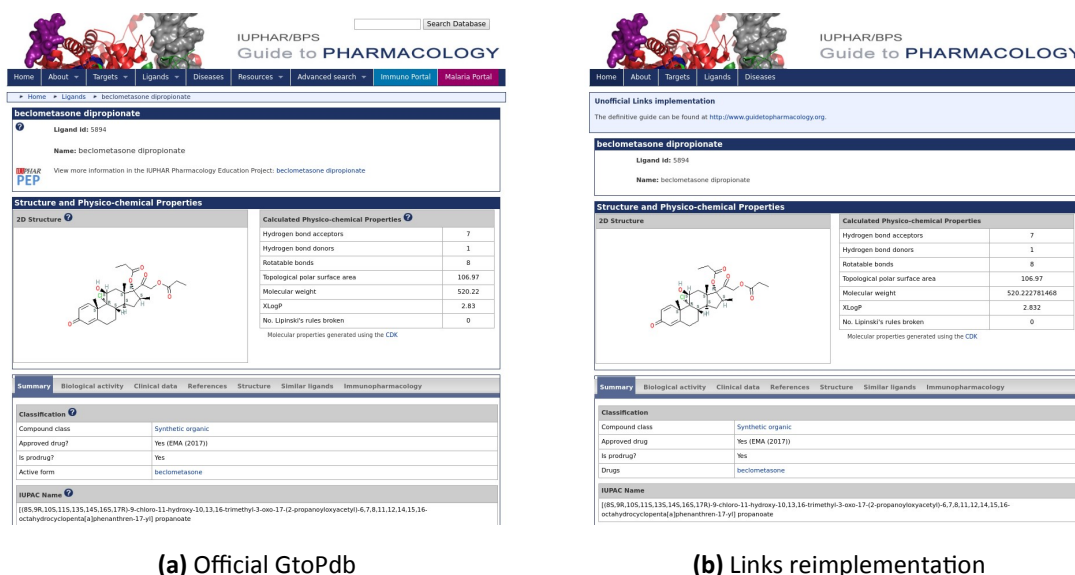 Search Database
IUPHAR/BPS
Guide to PHARMACOLOGY
Home About Targets Ligands Diseases Resources Advanced search Immuno Portal Malaria Portal
Home Ligands beclometasone dipropionate
beclometasone dipropionate
Ligand id: 5894
Name: beclometasone dipropionate
IUPHAR
PEP
View more information in the IUPHAR Pharmacology Education Project: beclometasone dipropionate
Structure and Physico-chemical Properties
2D Structure ?
Calculated Physico-chemical Properties ?
Hydrogen bond acceptors 7
Hydrogen bond donors 1
Rotatable bonds 8
Topological polar surface area 106.97
Molecular weight 520.22
XLogP 2.83
No. Lipinski's rules broken 0
Molecular properties generated using the CDK
Summary Biological activity Clinical data References Structure Similar ligands Immunopharmacology
Classification ?
Compound class Synthetic organic
Approved drug? Yes (EMA (2017))
Is prodrug? Yes
Active form beclometasone
IUPAC Name ?
[(8S,9R,10S,11S,13S,14S,16S,17R)-9-chloro-11-hydroxy-10,13,16-trimethyl-3-oxo-17-(2-propanoyloxyacetyl)-6,7,8,11,12,14,15,16-
octahydrocyclopenta[a]phenanthren-17-yl] propanoate
(a) Official GtoPdb
IUPHAR/BPS
Guide to PHARMACOLOGY
Home About Targets Ligands Diseases
Unofficial Links implementation
The definitive guide can be found at http://www.guidetopharmacology.org.
beclometasone dipropionate
Ligand id: 5894
Name: beclometasone dipropionate
Structure and Physico-chemical Properties
2D Structure
Calculated Physico-chemical Properties
Hydrogen bond acceptors 7
Hydrogen bond donors 1
Rotatable bonds 8
Topological polar surface area 106.97
Molecular weight 520.222781468
XLogP 2.832
No. Lipinski's rules broken 0
Molecular properties generated using the CDK
Summary Biological activity Clinical data References Structure Similar ligands Immunopharmacology
Classification
Compound class Synthetic organic
Approved drug Yes (EMA (2017))
Is prodrug? Yes
Drugs beclometasone
IUPAC Name
[(8S,9R,10S,11S,13S,14S,16S,17R)-9-chloro-11-hydroxy-10,13,16-trimethyl-3-oxo-17-(2-propanoyloxyacetyl)-6,7,8,11,12,14,15,16-
octahydrocyclopenta[a]phenanthren-17-yl] propanoate
(b) Links reimplementation